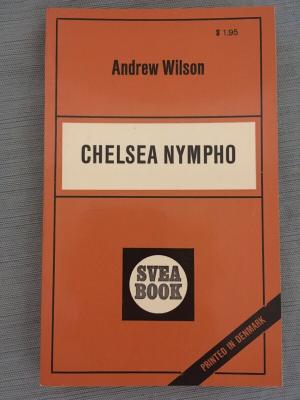 $ 1.95
Andrew Wilson
CHELSEA NYMPHO
SVEA
BOOK
PRINTED IN DENMARK